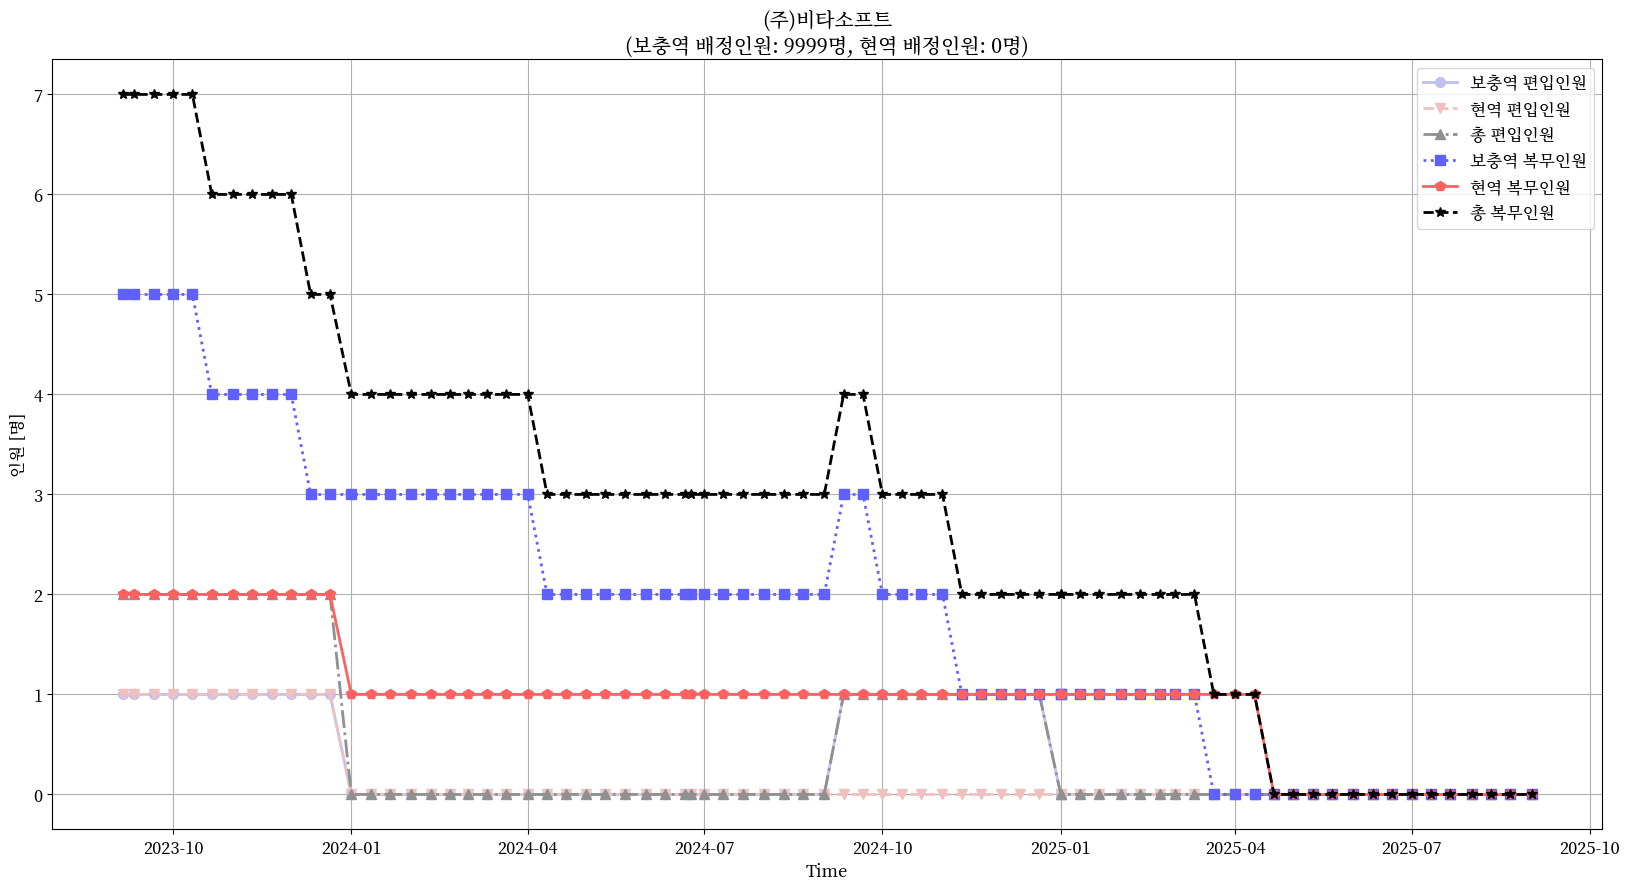 (주)비타소프트
(보충역 배정인원: 9999명, 현역 배정인원: 0명)
보충역 편입인원
현역 편입인원
총 편입인원
보충역 복무인원
현역 복무인원
총 복무인원
인원 [명]
7
6
5
4
3
2
1
0
2023-10
2024-01
2024-04
2024-07
2024-10
2025-01
2025-04
2025-07
2025-10
Time